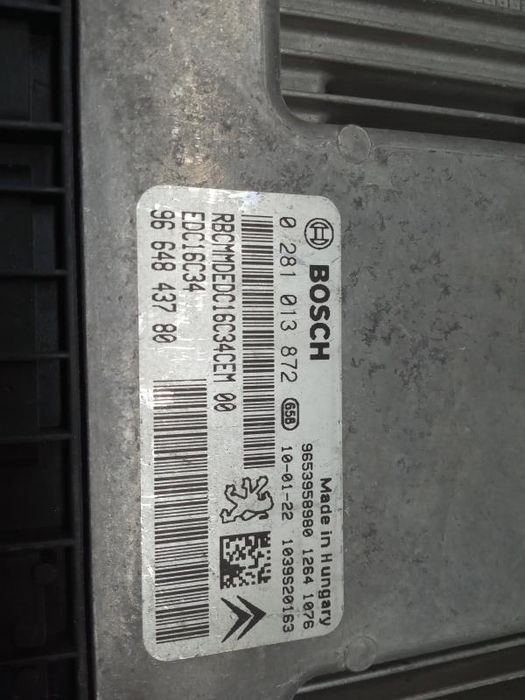 BOSCH
Made in Hungary
9653958980 1264 1076
0 281 013 872 65B 10-01-22 1039S20163
RBCMMDEDC16C34CEM 00
EDC16C34
96 648 437 80